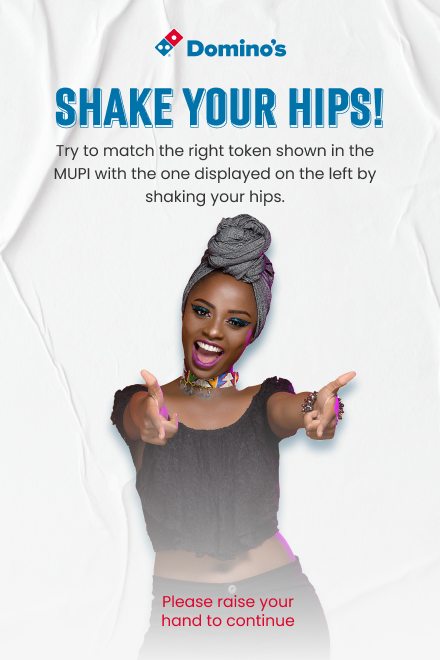 Domino's
SHAKE YOUR HIPS!
Try to match the right token shown in the
MUPI with the one displayed on the left by
shaking your hips.
Please raise your
hand to continue